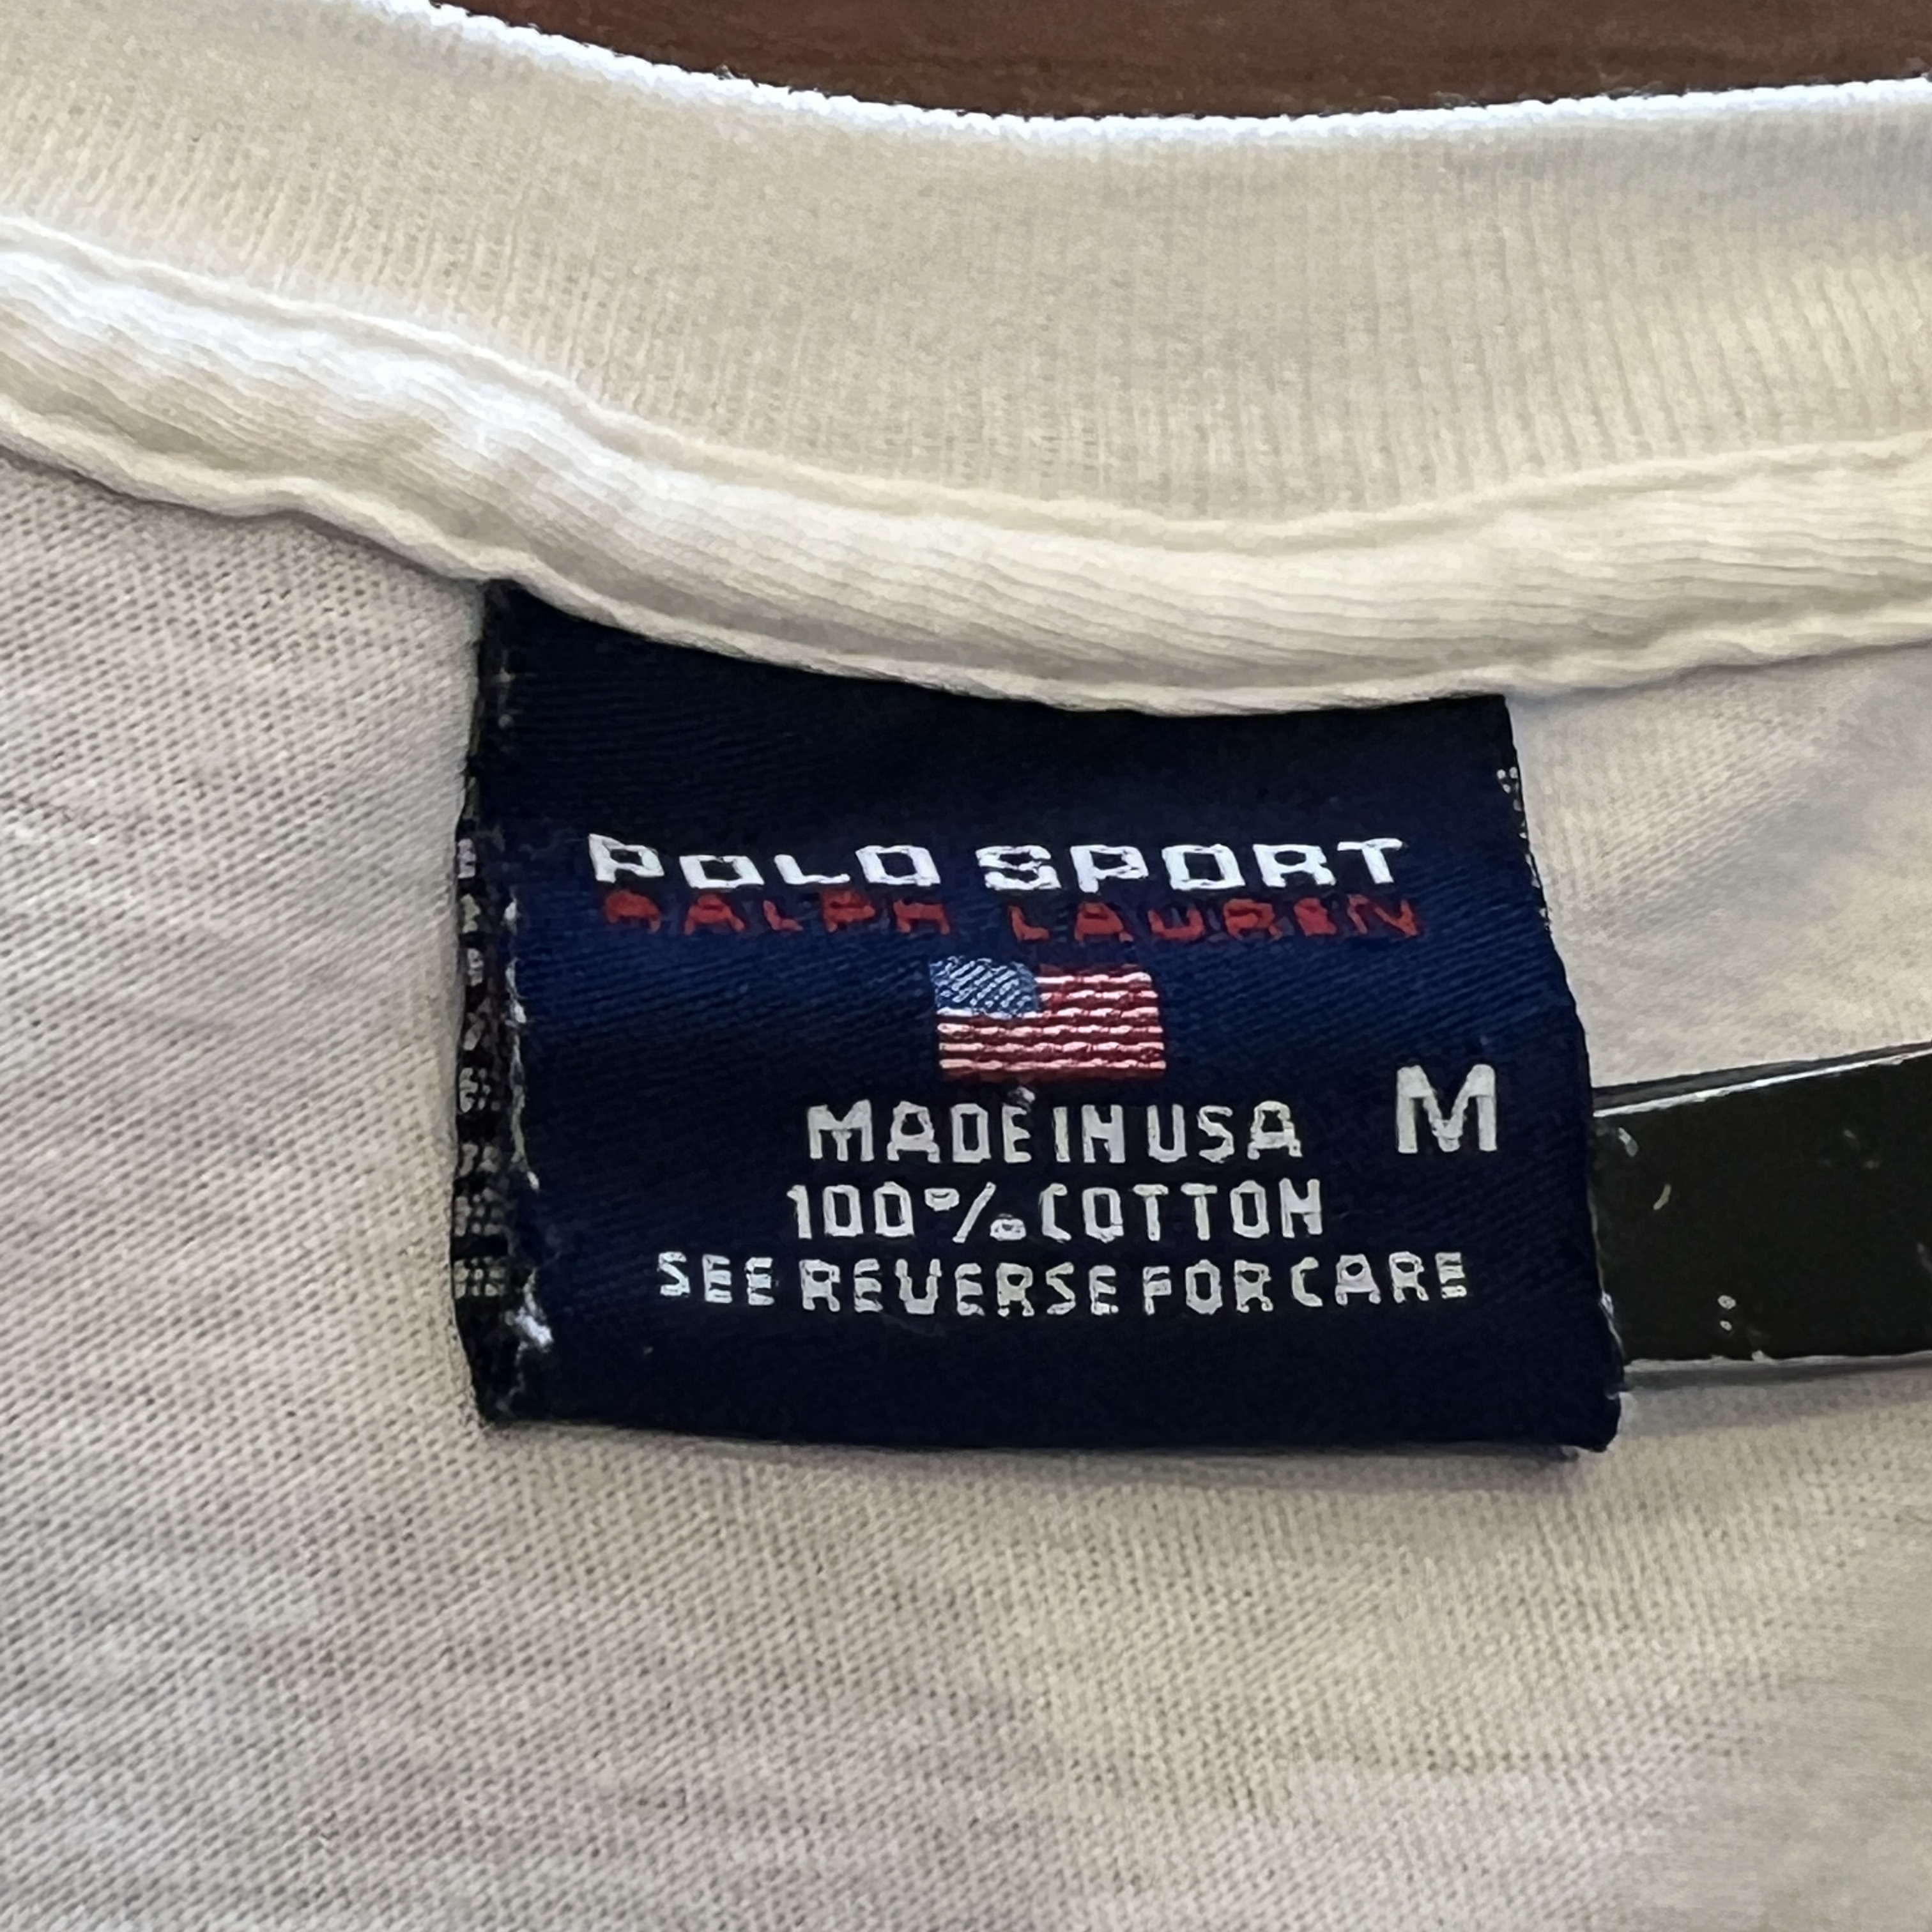 POLO SPORT
RALPH LAUREN
MADE IN USA
M
100% COTTON
SEE REVERSE FOR CARE